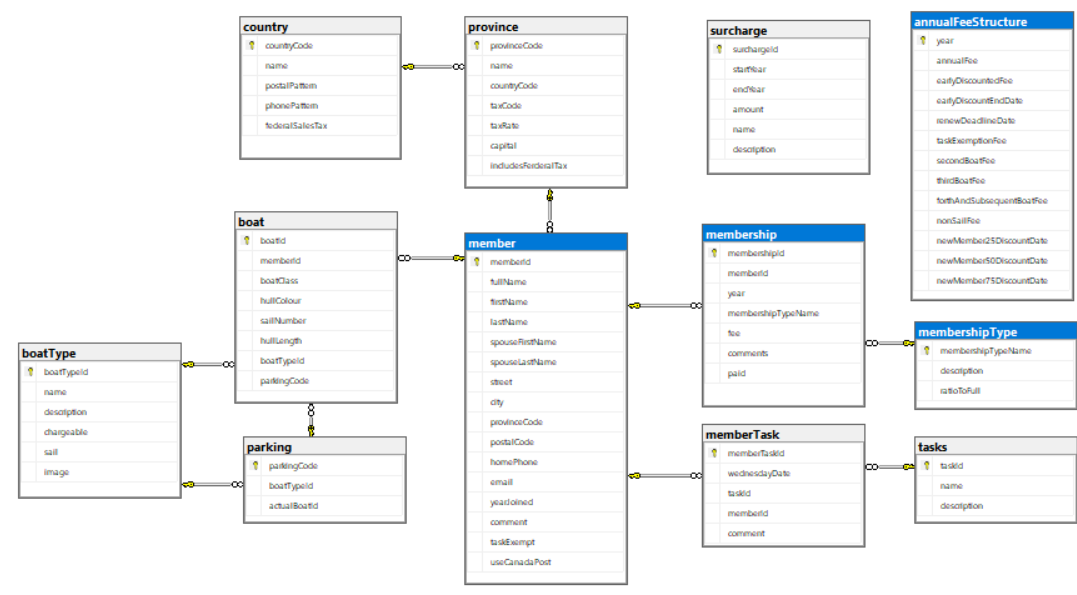 country
countryCode
name
postalPattern
phonePattern
federalSalesTax
province
provinceCode
name
countryCode
taxCode
taxRate
capital
includesFerderalTax
surcharge
surchargeId
startYear
endYear
amount
name
description
annualFeeStructure
year
annualFee
earlyDiscountedFee
earlyDiscountEndDate
renewDeadlineDate
taskExemptionFee
secondBoatFee
thirdBoatFee
forthAndSubsequentBoatFee
nonSailFee
newMember25DiscountDate
newMember50DiscountDate
newMember75DiscountDate
boat
boatId
memberId
boatClass
hullColour
sailNumber
hullLength
boatTypeId
parkingCode
member
memberId
fullName
firstName
lastName
spouseFirstName
spouseLastName
street
city
provinceCode
postalCode
homePhone
email
yearJoined
comment
taskExempt
useCanadaPost
membership
membershipId
memberId
year
membershipTypeName
fee
comments
paid
membershipType
membershipTypeName
description
ratioToFull
boatType
boatTypeId
name
description
chargeable
sail
image
parking
parkingCode
boatTypeId
actualBoatId
memberTask
memberTaskId
wednesdayDate
taskId
memberId
comment
tasks
taskId
name
description